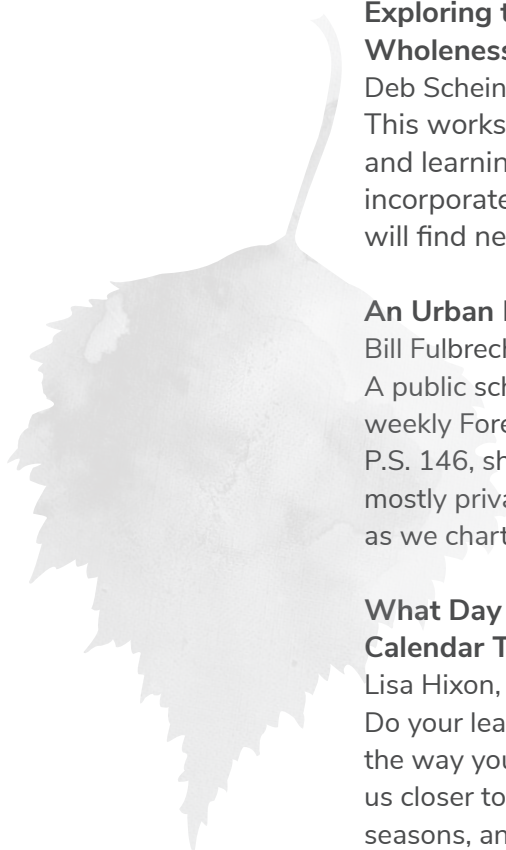 Exploring
Wholeness
Deb Schein
This works
and learnin
incorporate
will find ne
An Urban
Bill Fulbrech
A public sch
weekly Fore
P.S. 146, sh
mostly priva
as we chart
What Day
Calendar T
Lisa Hixon,
Do your lea
the way you
us closer to
seasons, an